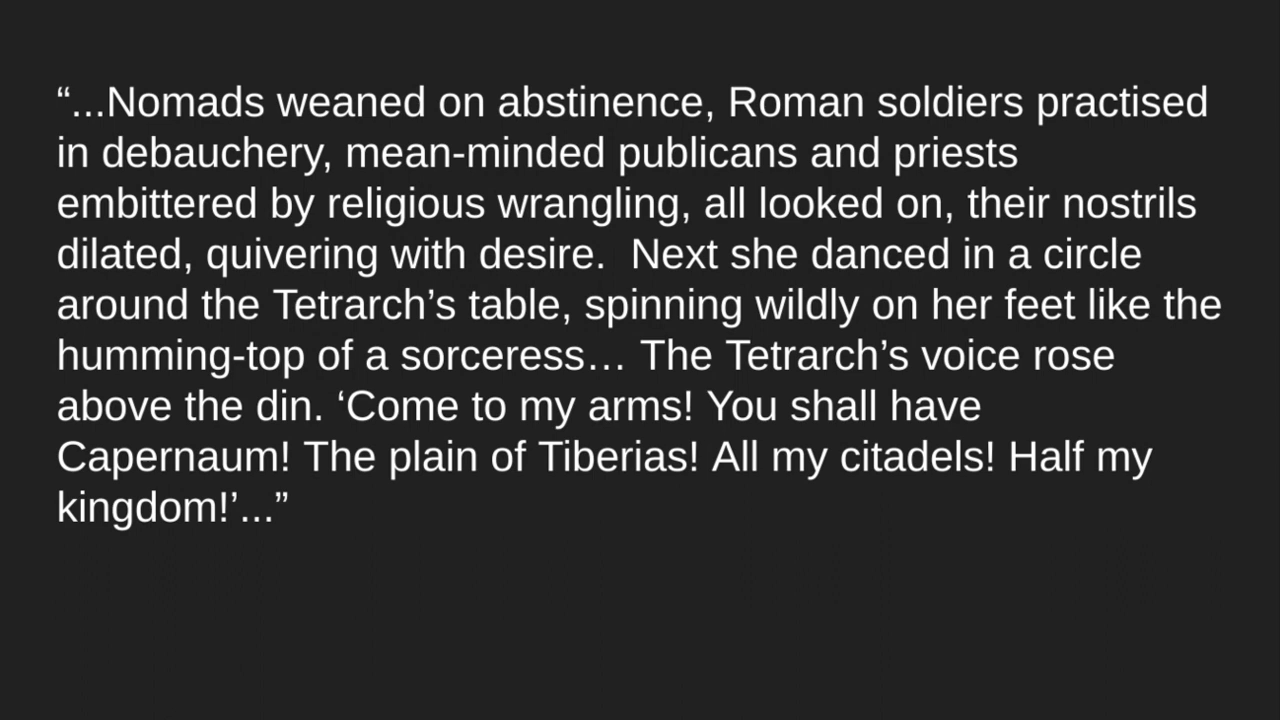 “...Nomads weaned on abstinence, Roman soldiers practised
in debauchery, mean-minded publicans and priests
embittered by religious wrangling, all looked on, their nostrils
dilated, quivering with desire.  Next she danced in a circle
around the Tetrarch’s table, spinning wildly on her feet like the
humming-top of a sorceress… The Tetrarch’s voice rose
above the din. ‘Come to my arms! You shall have
Capernaum! The plain of Tiberias! All my citadels! Half my
kingdom!’...”